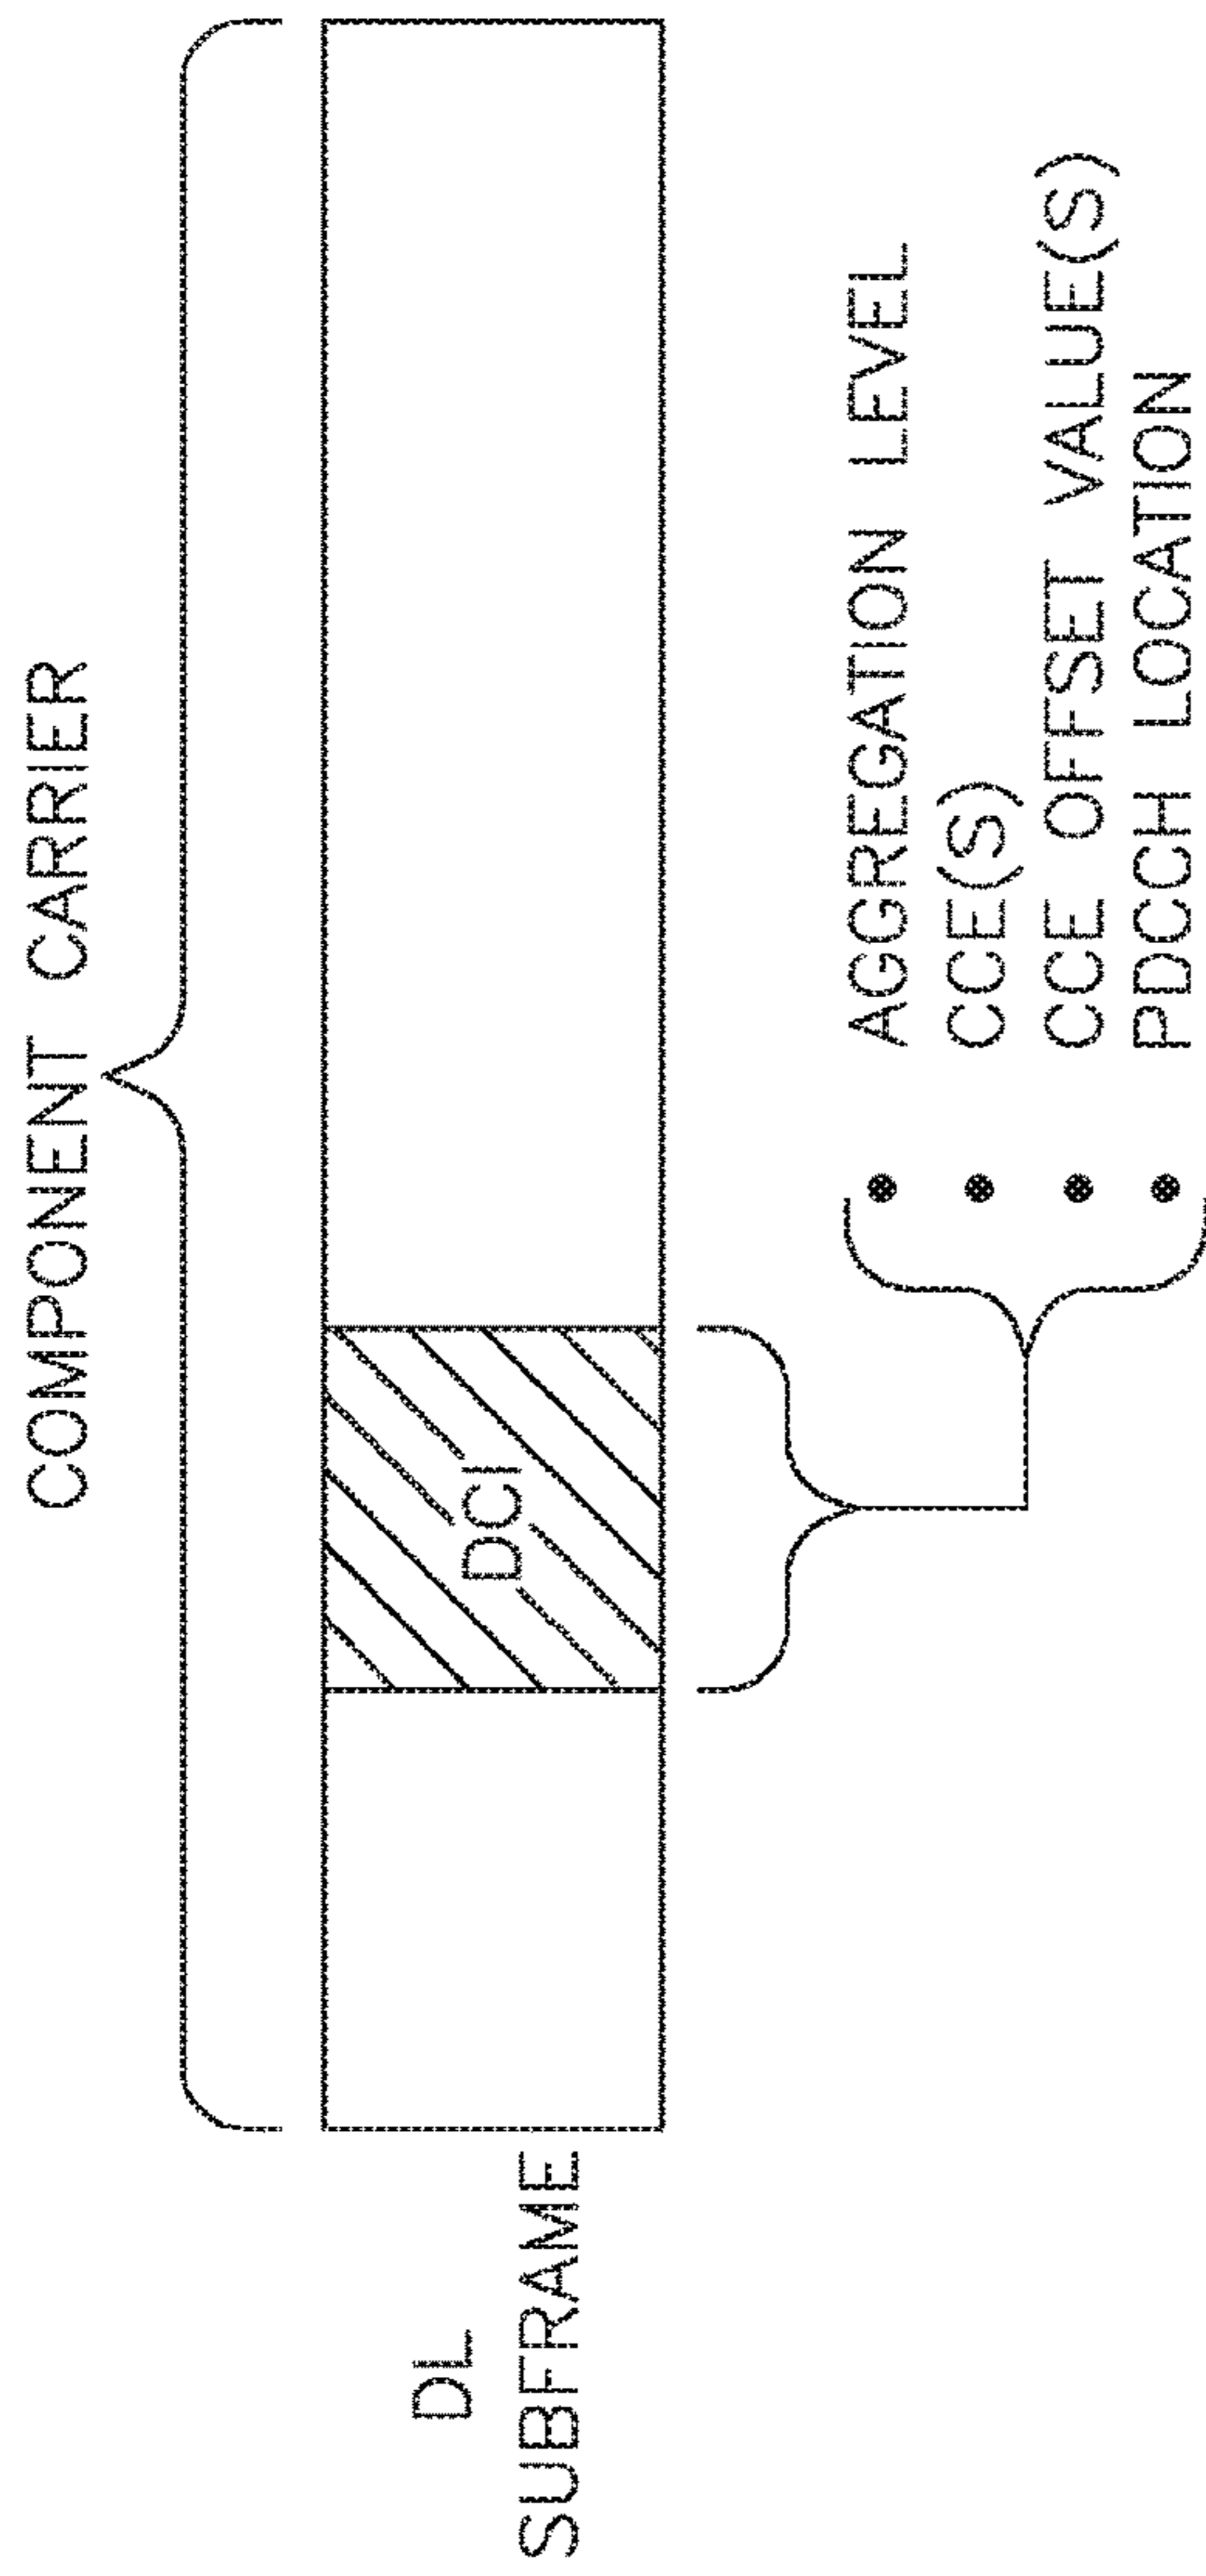 COMPONENT CARRIER
DL
SUBFRAME
DCI
• AGGREGATION LEVEL
• CCE(S)
• CCE OFFSET VALUE(S)
• PDCCH LOCATION